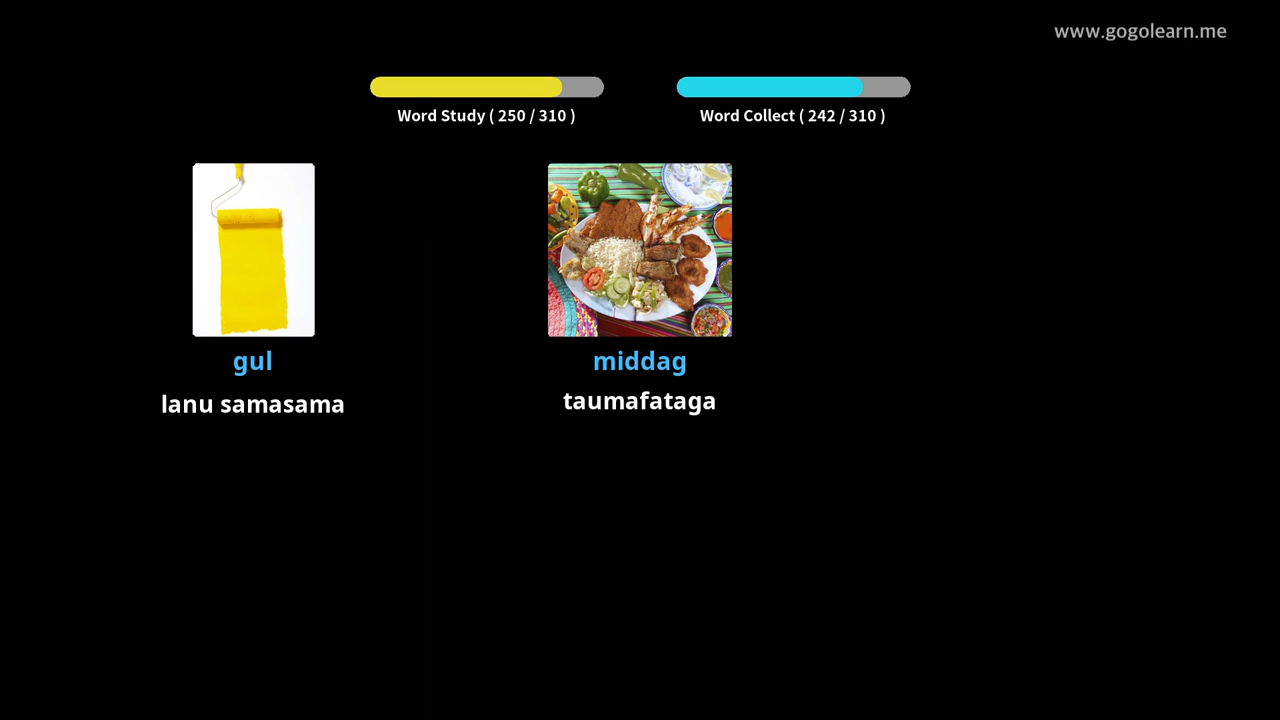 www.gogolearn.me
Word Study ( 250 / 310 )
Word Collect ( 242 / 310 )
gul
lanu samasama
middag
taumafataga